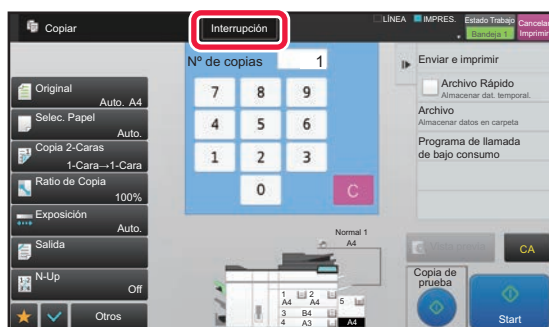 Copiar
Interrupción
LÍNEA
IMPRES.
Estado Trabajo
Bandeja 1
Cancelar
Imprimir
Nº de copias
1
7 8 9
4 5 6
1 2 3
0 C
Original
Auto. A4
Selec. Papel
Auto.
Copia 2-Caras
1-Cara→1-Cara
Ratio de Copia
100%
Exposición
Auto.
Salida
N-Up
Off
Otros
Enviar e imprimir
Archivo Rápido
Almacenar dat. temporal.
Archivo
Almacenar datos en carpeta
Programa de llamada
de bajo consumo
Normal 1
A4
1
A4
2
A4
3 B4
4 A3
5
A4
CA
Copia de
prueba
Start